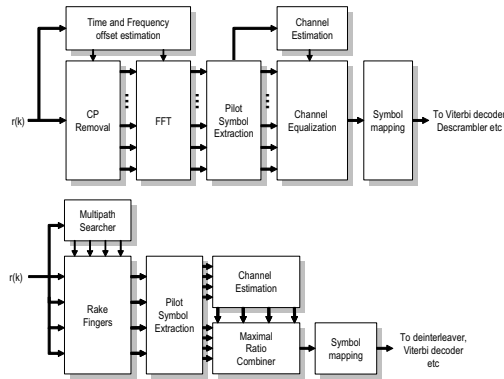 Time and Frequency
offset estimation
Channel
Estimation
r(k)
CP
Removal
FFT
Pilot
Symbol
Extraction
Channel
Equalization
Symbol
mapping
To Viterbi decoder,
Descrambler etc
Multipath
Searcher
r(k)
Rake
Fingers
Pilot
Symbol
Extraction
Channel
Estimation
Maximal
Ratio
Combiner
Symbol
mapping
To deinterleaver,
Viterbi decoder
etc